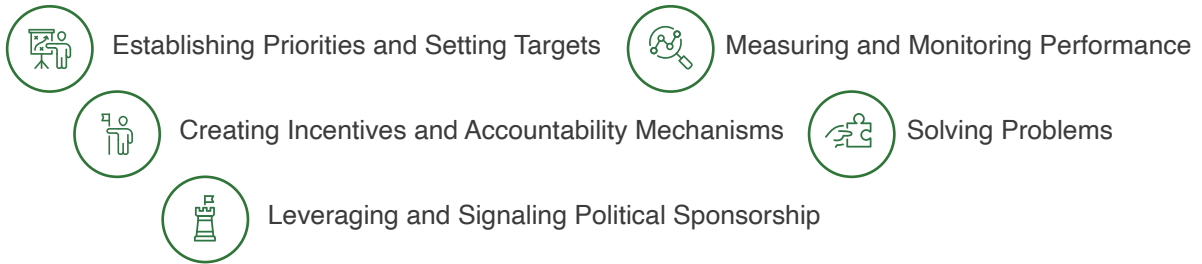 Establishing Priorities and Setting Targets
Measuring and Monitoring Performance
Creating Incentives and Accountability Mechanisms
Solving Problems
Leveraging and Signaling Political Sponsorship